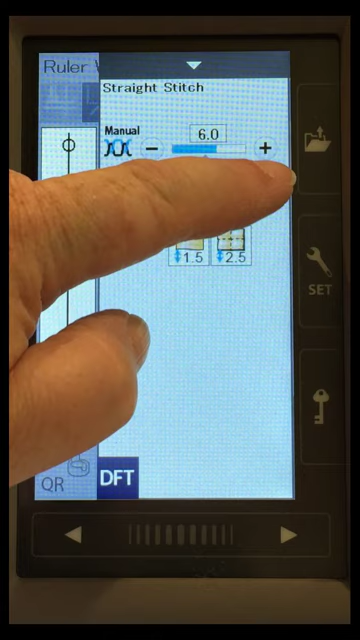 Ruler
Straight Stitch
Manual
6.0
1.5 2.5
SET
QR
DFT